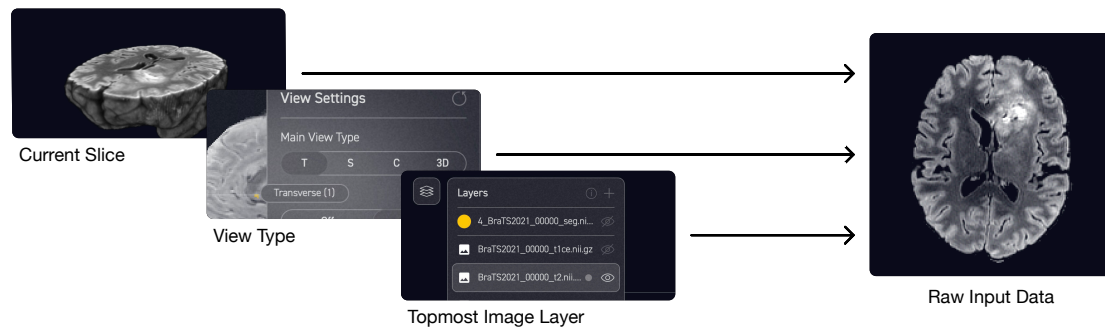 Current Slice
View Settings
Main View Type
T S C 3D
Transverse (1)
Off
View Type
Layers
4_BraTS2021_00000_seg.ni...
BraTS2021_00000_t1ce.nii.gz
BraTS2021_00000_t2.nii....
Topmost Image Layer
Raw Input Data